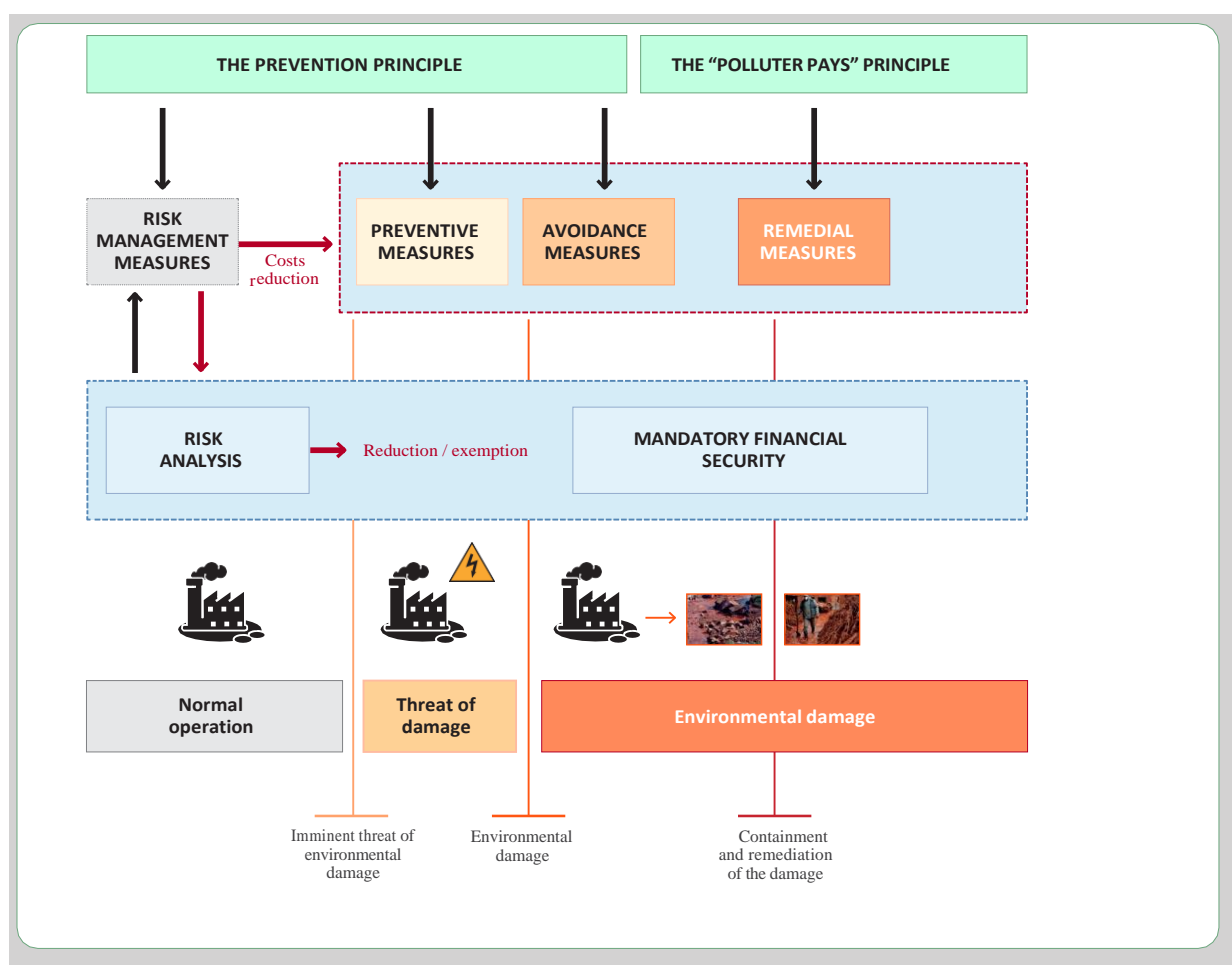 THE PREVENTION PRINCIPLE
THE “POLLUTER PAYS” PRINCIPLE
RISK
MANAGEMENT
MEASURES
Costs
reduction
PREVENTIVE
MEASURES
AVOIDANCE
MEASURES
REMEDIAL
MEASURES
RISK
ANALYSIS
Reduction / exemption
MANDATORY FINANCIAL
SECURITY
Normal
operation
Threat of
damage
Environmental damage
Imminent threat of
environmental
damage
Environmental
damage
Containment
and remediation
of the damage